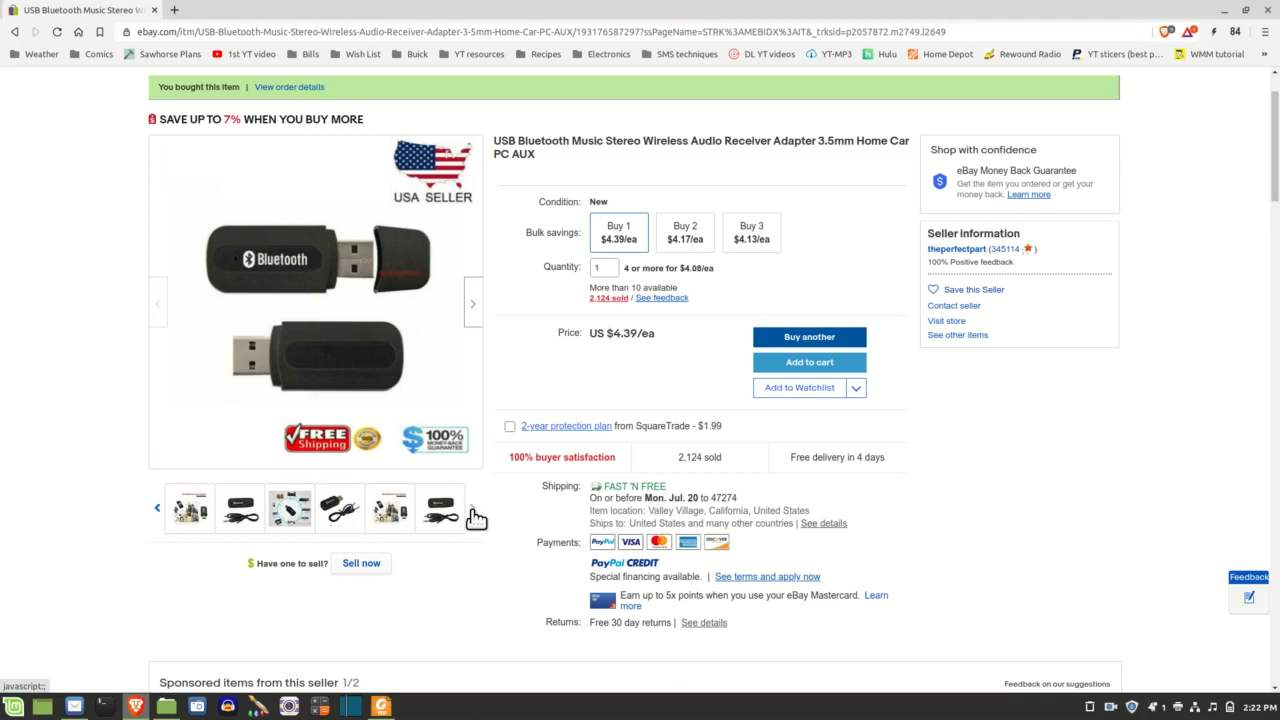 USB Bluetooth Music Stereo W
ebay.com/itm/USB-Bluetooth-Music-Stereo-Wireless-Audio-Receiver-Adapter-3-5mm-Home-Car-PC-AUX/193176587297?ssPageName=STRK%3AMEBIDX%3AIT&_trksid=p2057872.m2749.l2649
84
Weather Comics Sawhorse Plans 1st YT video Bills Wish List Buick YT resources Recipes Electronics SMS techniques DL YT videos YT-MP3 Hulu Home Depot Rewound Radio YT sticers (best p… WMM tutorial »
You bought this item | View order details
SAVE UP TO 7% WHEN YOU BUY MORE
USA SELLER
Bluetooth
FREE
Shipping
100%
MONEY-BACK
GUARANTEE
Have one to sell? Sell now
USB Bluetooth Music Stereo Wireless Audio Receiver Adapter 3.5mm Home Car
PC AUX
Condition: New
Bulk savings:
Buy 1
$4.39/ea
Buy 2
$4.17/ea
Buy 3
$4.13/ea
Quantity: 1 4 or more for $4.08/ea
More than 10 available
2,124 sold / See feedback
Price: US $4.39/ea
Buy another
Add to cart
Add to Watchlist
2-year protection plan from SquareTrade - $1.99
100% buyer satisfaction 2,124 sold Free delivery in 4 days
Shipping: FAST 'N FREE
On or before Mon. Jul. 20 to 47274
Item location: Valley Village, California, United States
Ships to: United States and many other countries | See details
Payments: PayPal VISA DISCOVER
PayPal CREDIT
Special financing available. | See terms and apply now
Earn up to 5x points when you use your eBay Mastercard. Learn
more
Returns: Free 30 day returns | See details
Shop with confidence
eBay Money Back Guarantee
Get the item you ordered or get your
money back. Learn more
Seller information
theperfectpart (345114 )
100% Positive feedback
Save this Seller
Contact seller
Visit store
See other items
Feedback
Sponsored items from this seller 1/2
Feedback on our suggestions
javascript:;
1
2:22 PM